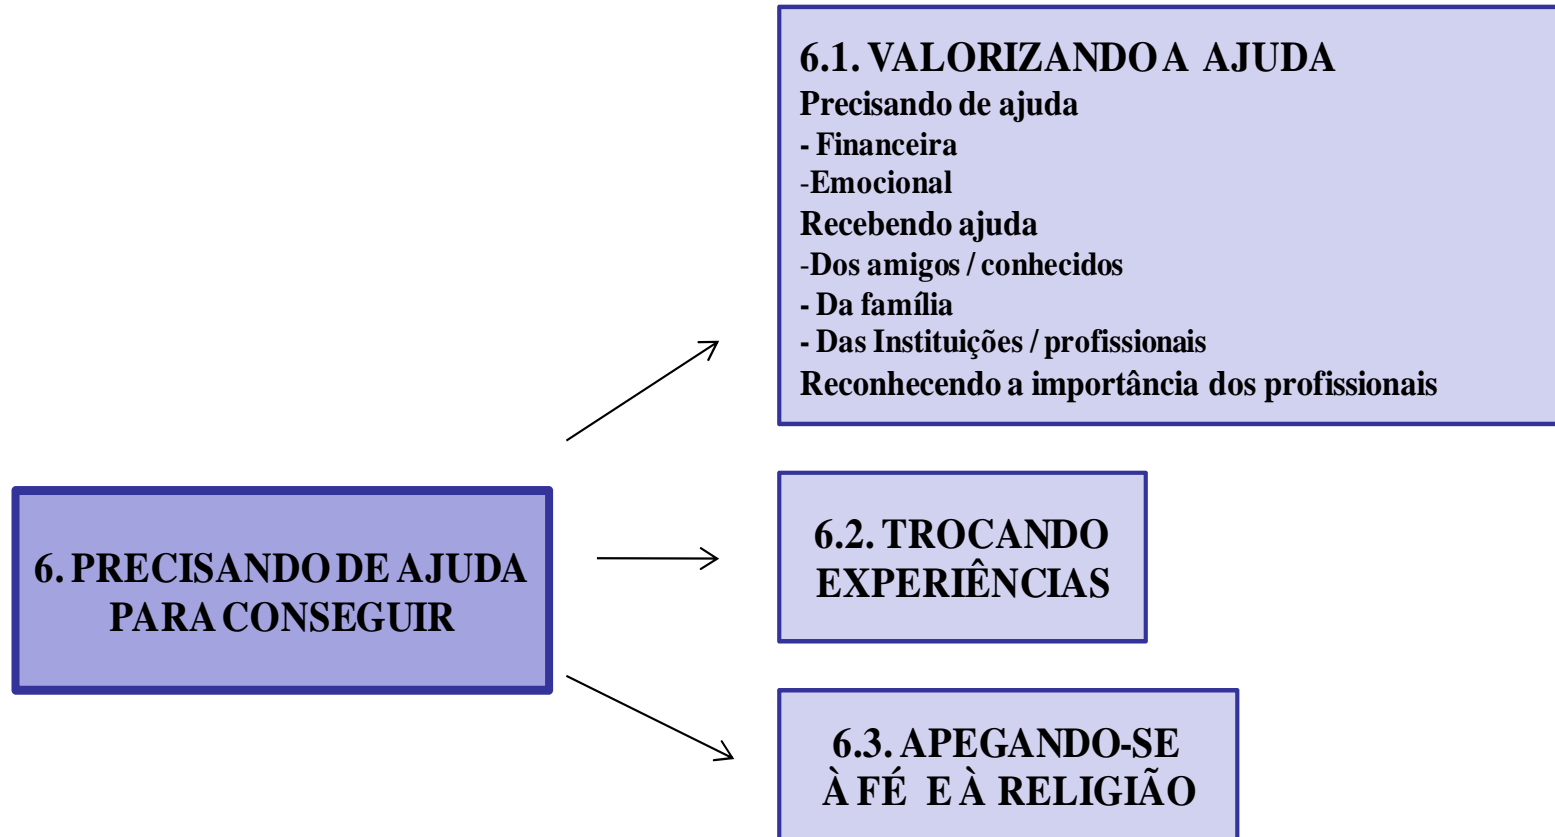 6.1. VALORIZANDO A AJUDA
Precisando de ajuda
- Financeira
-Emocional
Recebendo ajuda
-Dos amigos / conhecidos
- Da família
- Das Instituições / profissionais
Reconhecendo a importância dos profissionais
6. PRECISANDO DE AJUDA
PARA CONSEGUIR
6.2. TROCANDO
EXPERIÊNCIAS
6.3. APEGANDO-SE
À FÉ E À RELIGIÃO